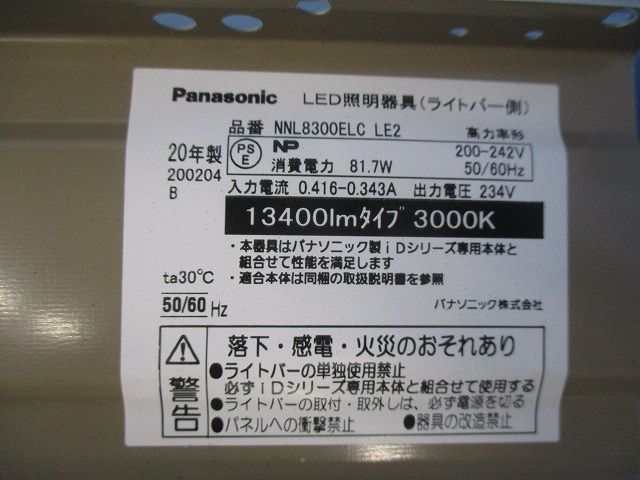 Panasonic LED照明器具(ライトバー側)
品番 NNL8300ELC LE2 高力率形
20年製 PS E NP 200-242V
200204 消費電力 81.7W 50/60Hz
B 入力電流 0.416-0.343A 出力電圧 234V
13400lmタイプ 3000K
・本器具はパナソニック製iDシリーズ専用本体と
組合せて性能を満足します
ta30℃ ・適合本体は同梱の取扱説明書を参照
50/60 Hz パナソニック株式会社
落下・感電・火災のおそれあり
警告
●ライトバーの単独使用禁止
必ずiDシリーズ専用本体と組合せて使用する
●ライトバーの取付・取外しは、必ず電源を切る
●パネルへの衝撃禁止 ●器具の改造禁止